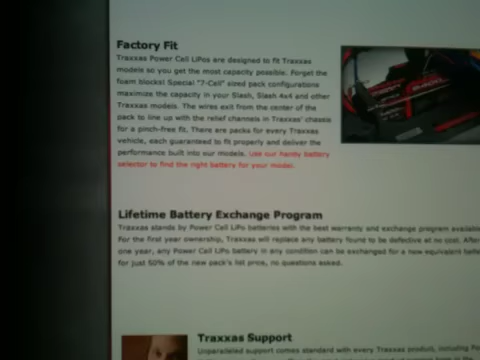 Factory Fit
Traxxas Power Cell LiPos are designed to fit Traxxas
models so you get the most capacity possible. Forget the
foam blocks! Special "7-Cell" sized pack configurations
maximize the capacity in your Slash, Slash 4x4 and other
Traxxas models. The wires exit from the center of the
pack to line up with the relief channels in Traxxas' chassis
for a pinch-free fit. There are packs for every Traxxas
vehicle, each guaranteed to fit properly and deliver the
performance built into our models. Use our handy battery
selector to find the right battery for your model.
Lifetime Battery Exchange Program
Traxxas stands by Power Cell LiPo batteries with the best warranty and exchange program available
For the first year ownership, Traxxas will replace any battery found to be defective at no cost. After
one year, any Power Cell LiPo battery in any condition can be exchanged for a new equivalent
for just 50% of the new pack's list price, no questions asked.
Traxxas Support
Unparalleled support comes standard with every Traxxas product, including